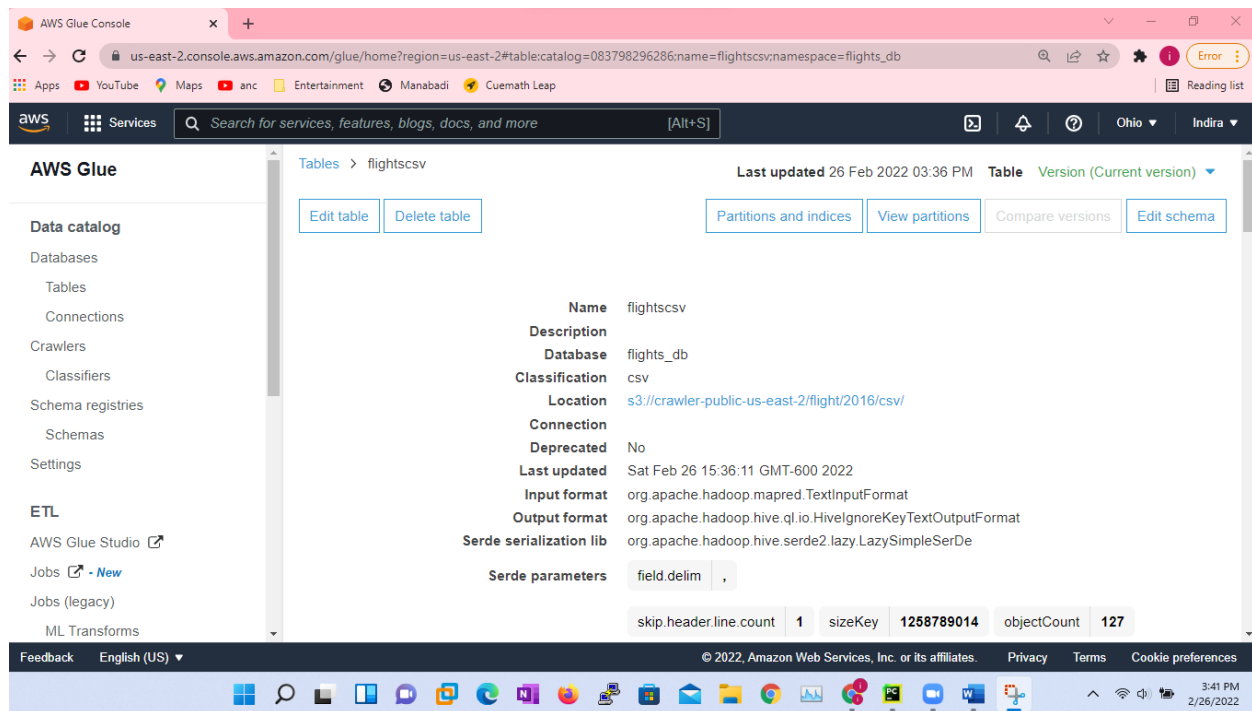 AWS Glue Console
us-east-2.console.aws.amazon.com/glue/home?region=us-east-2#table:catalog=083798296286:name=flightscsv;namespace=flights_db
i
Error
Apps YouTube Maps anc Entertainment Manabadi Cuemath Leap Reading list
aws Services Search for services, features, blogs, docs, and more [Alt+S] Ohio Indira
AWS Glue
Data catalog
Databases
Tables
Connections
Crawlers
Classifiers
Schema registries
Schemas
Settings
ETL
AWS Glue Studio
Jobs - New
Jobs (legacy)
ML Transforms
Tables > flightscsv
Last updated 26 Feb 2022 03:36 PM Table Version (Current version)
Edit table Delete table Partitions and indices View partitions Compare versions Edit schema
Name flightscsv
Description
Database flights_db
Classification csv
Location s3://crawler-public-us-east-2/flight/2016/csv/
Connection
Deprecated No
Last updated Sat Feb 26 15:36:11 GMT-600 2022
Input format org.apache.hadoop.mapred.TextInputFormat
Output format org.apache.hadoop.hive.ql.io.HiveIgnoreKeyTextOutputFormat
Serde serialization lib org.apache.hadoop.hive.serde2.lazy.LazySimpleSerDe
Serde parameters field.delim ,
skip.header.line.count 1 sizeKey 1258789014 objectCount 127
Feedback English (US) © 2022, Amazon Web Services, Inc. or its affiliates. Privacy Terms Cookie preferences
3:41 PM
2/26/2022